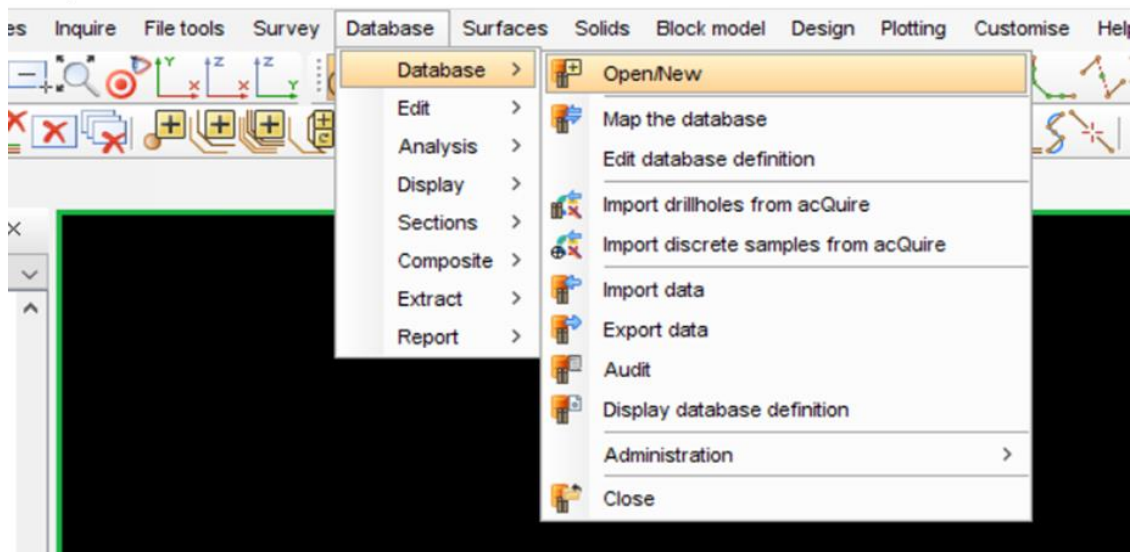 es Inquire File tools Survey Database Surfaces Solids Block model Design Plotting Customise Help
Database
Edit
Analysis
Display
Sections
Composite
Extract
Report
Open/New
Map the database
Edit database definition
Import drillholes from acQuire
Import discrete samples from acQuire
Import data
Export data
Audit
Display database definition
Administration
Close